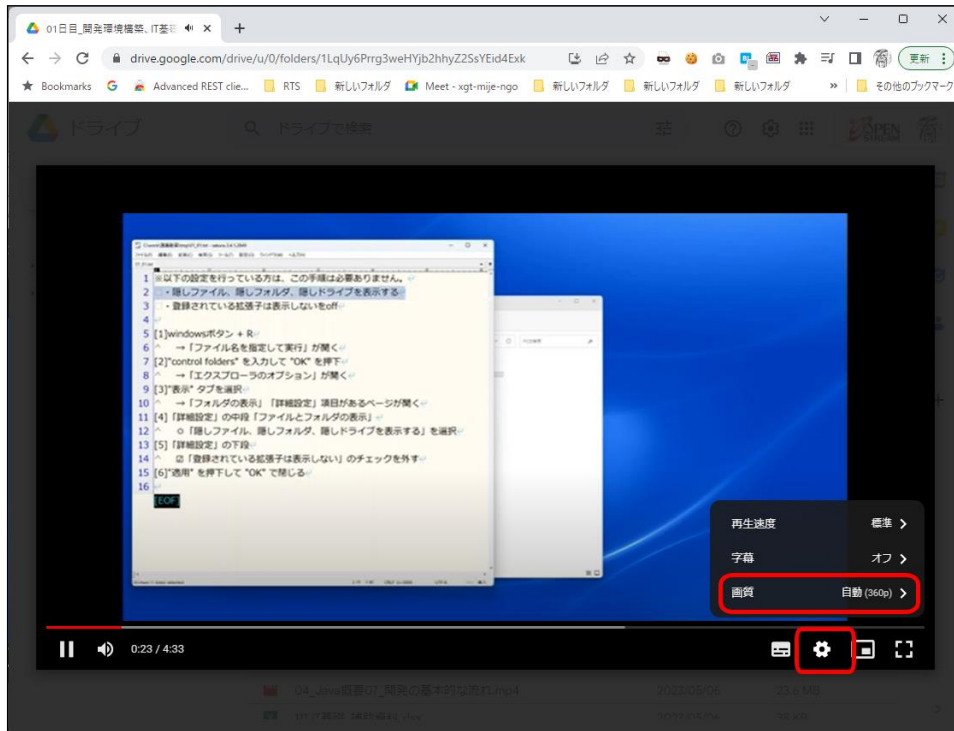 01日目_開発環境構築、IT基礎
drive.google.com/drive/u/0/folders/1LqUy6Prrg3weHYjb2hhyZ2SsYEid4Exk
更新
Bookmarks Advanced REST clie... RTS 新しいフォルダ Meet - xgt-mije-ngo 新しいフォルダ 新しいフォルダ 新しいフォルダ » その他のブックマーク
ドライブ ドライブで検索
OPEN
1 ※以下の設定を行っている方は、この手順は必要ありません。
2 ・隠しファイル、隠しフォルダ、隠しドライブを表示する
3 ・登録されている拡張子は表示しないをoff
4
5 [1]windowsボタン + R
6 →「ファイル名を指定して実行」が開く
7 [2]"control folders" を入力して "OK" を押下
8 →「エクスプローラのオプション」が開く
9 [3]"表示" タブを選択
10 →「フォルダの表示」「詳細設定」項目があるページが開く
11 [4]「詳細設定」の中段「ファイルとフォルダの表示」
12 ○「隠しファイル、隠しフォルダ、隠しドライブを表示する」を選択
13 [5]「詳細設定」の下段
14 ☑「登録されている拡張子は表示しない」のチェックを外す
15 [6]"適用" を押下して "OK" で閉じる
16
[EOF]
再生速度 標準
字幕 オフ
画質 自動 (360p)
0:23 / 4:33
04_Java概要07_開発の基本的な流れ.mp4 2023/05/06 23.6 MB